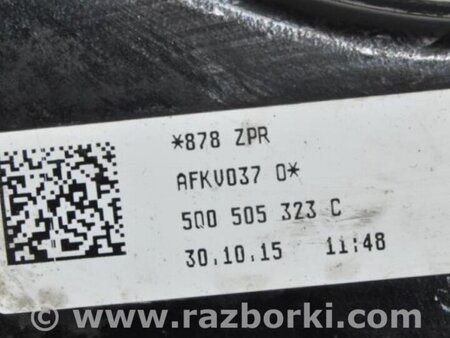 *878 ZPR
AFKV037 0*
5Q0 505 323 C
30.10.15 11:48
www.razborki.com